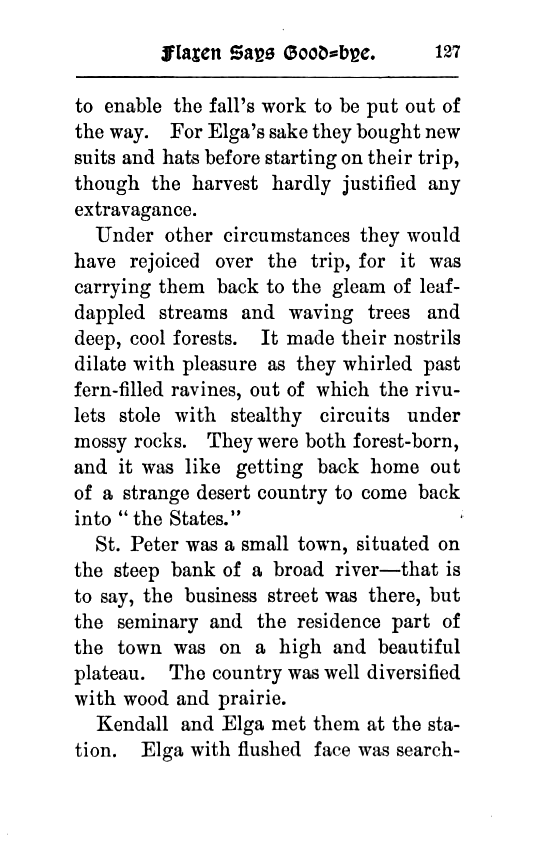 Flaxen Says Good-bye. 127
to enable the fall's work to be put out of
the way. For Elga's sake they bought new
suits and hats before starting on their trip,
though the harvest hardly justified any
extravagance.
Under other circumstances they would
have rejoiced over the trip, for it was
carrying them back to the gleam of leaf-
dappled streams and waving trees and
deep, cool forests. It made their nostrils
dilate with pleasure as they whirled past
fern-filled ravines, out of which the rivu-
lets stole with stealthy circuits under
mossy rocks. They were both forest-born,
and it was like getting back home out
of a strange desert country to come back
into " the States."
St. Peter was a small town, situated on
the steep bank of a broad river—that is
to say, the business street was there, but
the seminary and the residence part of
the town was on a high and beautiful
plateau. The country was well diversified
with wood and prairie.
Kendall and Elga met them at the sta-
tion. Elga with flushed face was search-